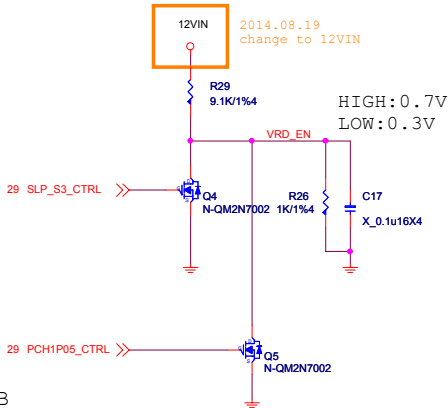 12VIN
2014.08.19
change to 12VIN
R29
9.1K/1%4
HIGH:0.7V
LOW:0.3V
VRD_EN
29 SLP_S3_CTRL
Q4
N-QM2N7002
R26
1K/1%4
C17
X_0.1u16X4
29 PCH1P05_CTRL
Q5
N-QM2N7002
B